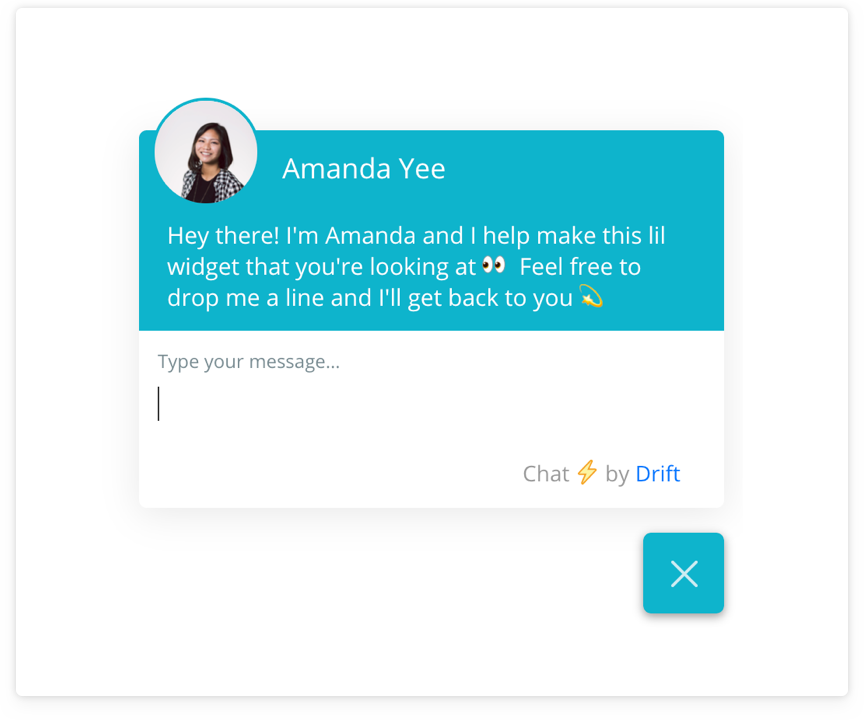 Amanda Yee
Hey there! I'm Amanda and I help make this lil
widget that you're looking at 👀 Feel free to
drop me a line and I'll get back to you 💫
Type your message...
Chat ⚡ by Drift